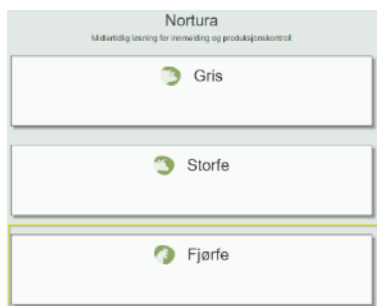 Nortura
Midlertidig løsning for innmelding og produksjonskontroll
Gris
Storfe
Fjørfe